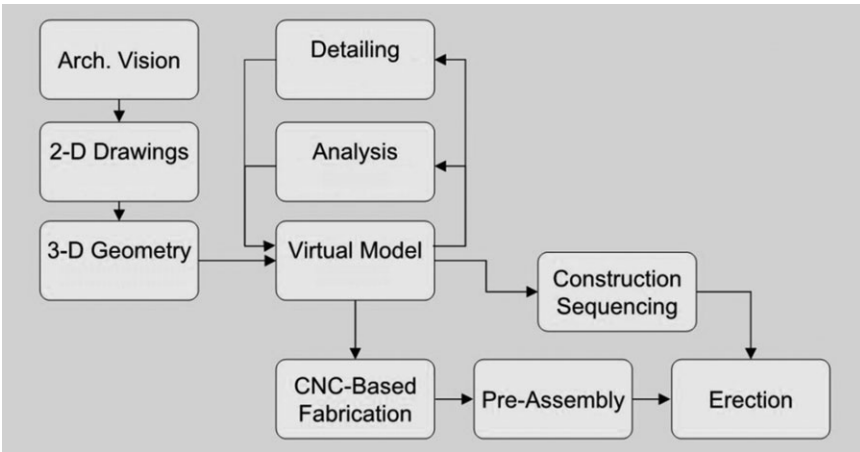 Arch. Vision
2-D Drawings
3-D Geometry
Detailing
Analysis
Virtual Model
Construction
Sequencing
CNC-Based
Fabrication
Pre-Assembly
Erection